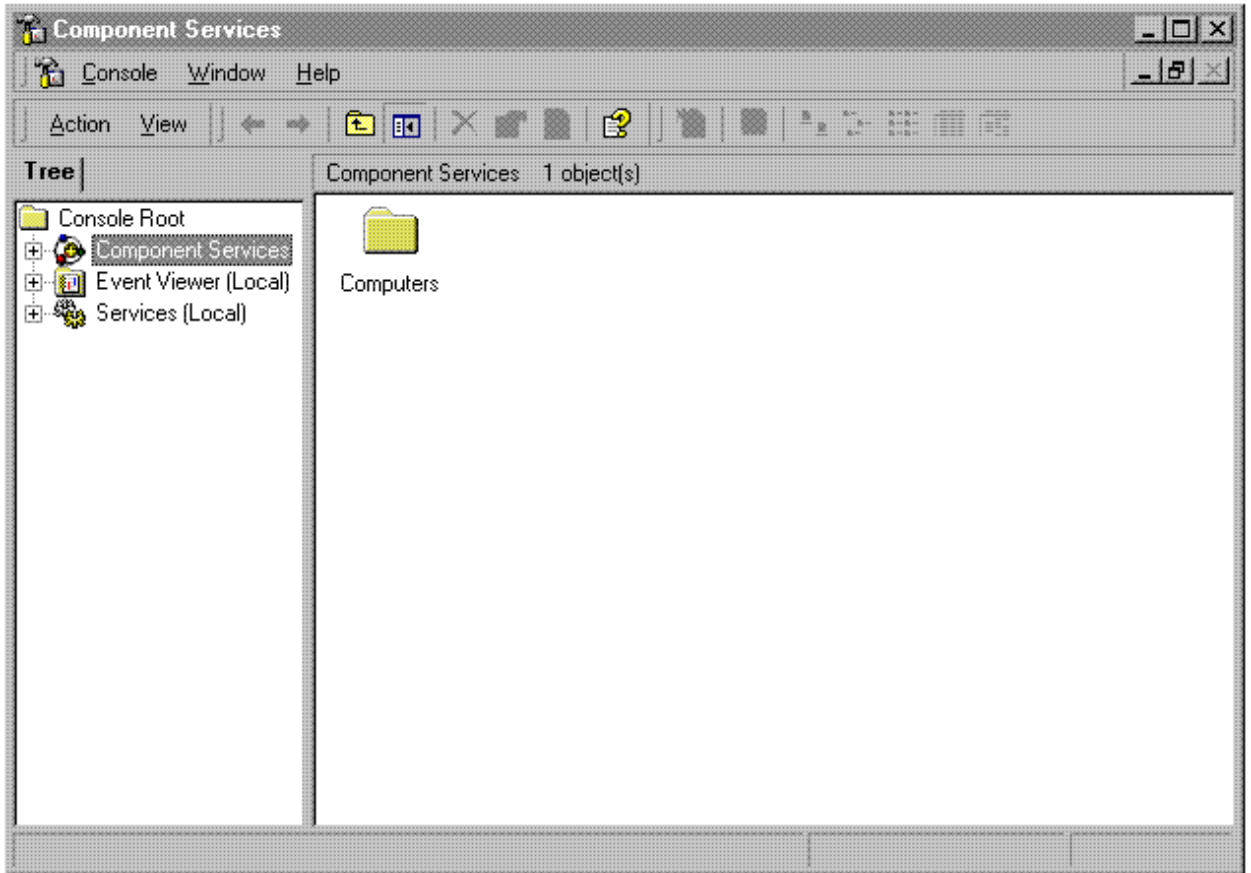 Component Services
Console Window Help
Action View
Tree
Component Services 1 object(s)
Console Root
Component Services
Event Viewer (Local)
Services (Local)
Computers